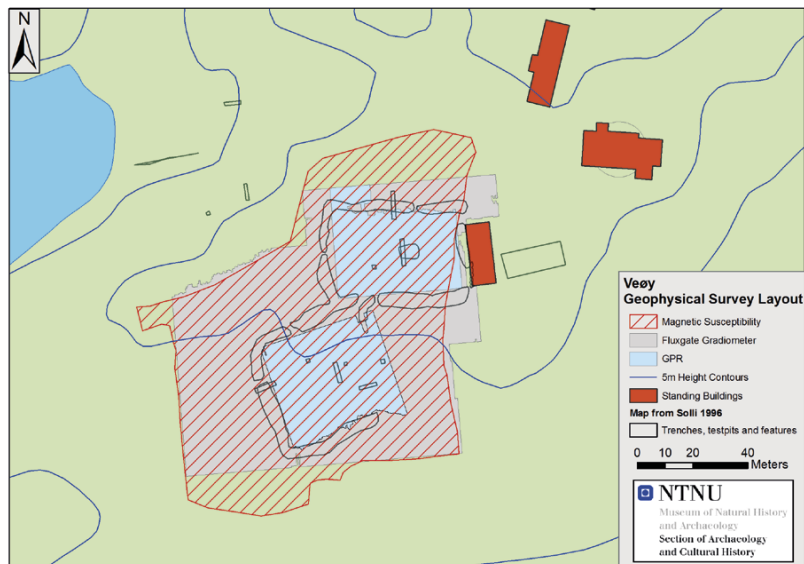 N
Veøy
Geophysical Survey Layout
Magnetic Susceptibility
Fluxgate Gradiometer
GPR
5m Height Contours
Standing Buildings
Map from Solli 1996
Trenches, testpits and features
0 10 20 40
Meters
NTNU
Museum of Natural History
and Archaeology
Section of Archaeology
and Cultural History